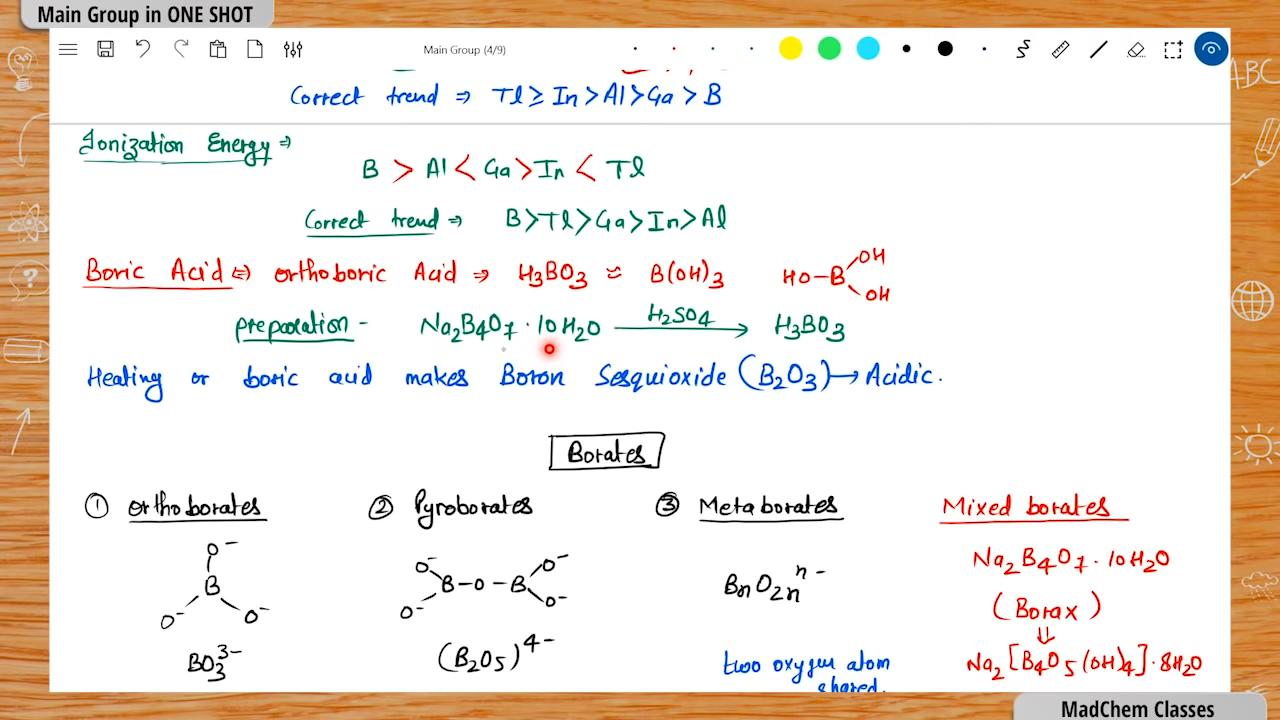 Main Group in ONE SHOT
Main Group (4/9)
Correct trend ⇒ Tl ≥ In > Al > Ga > B
Ionization Energy ⇒
B > Al < Ga > In < Tl
Correct trend ⇒ B > Tl > Ga > In > Al
Boric Acid ⇒ orthoboric Acid ⇒ H3BO3 ≈ B(OH)3
HO-B
OH
OH
preparation - Na2B4O7 · 10H2O H2SO4 → H3BO3
Heating or boric acid makes Boron Sesquioxide (B2O3) → Acidic.
Borates
① orthoborates ② Pyroborates ③ Metaborates Mixed borates
O⁻
B
O⁻ O⁻
BO3³⁻
O⁻ O⁻
B-O-B
O⁻ O⁻
(B2O5)⁴⁻
BnO2n ⁿ⁻
two oxygen atom
shared.
Na2B4O7 · 10H2O
(Borax)
⇓
Na2[B4O5(OH)4]·8H2O
ABC
MadChem Classes